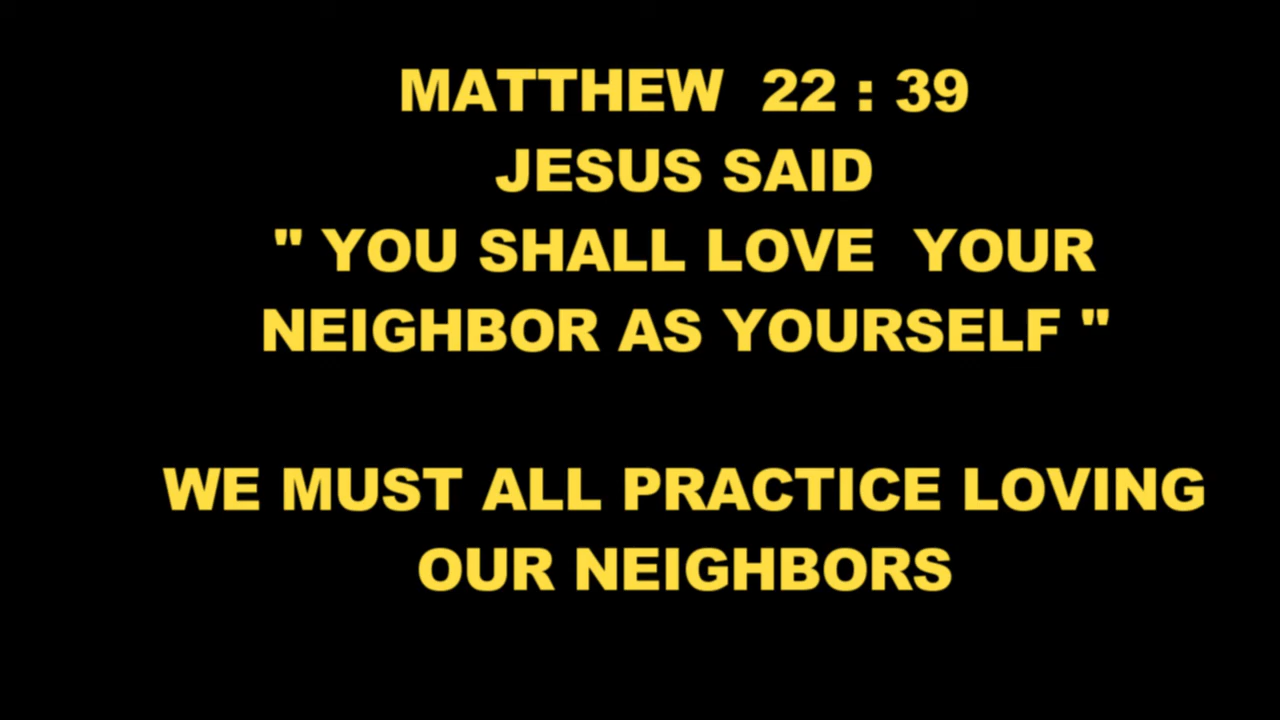 MATTHEW  22 : 39
JESUS SAID
" YOU SHALL LOVE  YOUR
NEIGHBOR AS YOURSELF "
WE MUST ALL PRACTICE LOVING
OUR NEIGHBORS